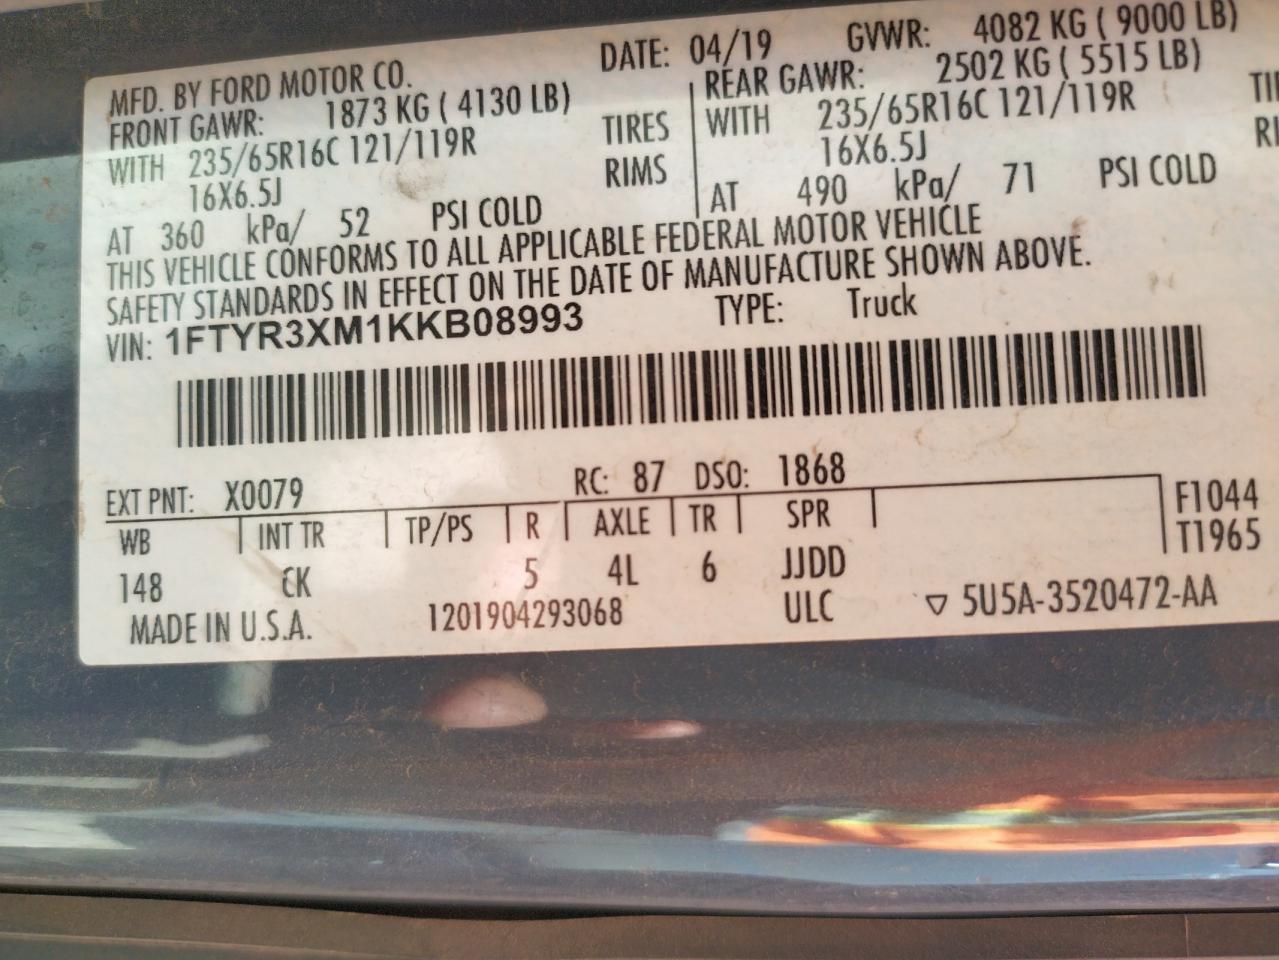 DATE: 04/19 GVWR: 4082 KG ( 9000 LB)
MFD. BY FORD MOTOR CO.
FRONT GAWR: 1873 KG ( 4130 LB)
WITH 235/65R16C 121/119R TIRES
16X6.5J RIMS
AT 360 kPa/ 52 PSI COLD
REAR GAWR: 2502 KG ( 5515 LB)
WITH 235/65R16C 121/119R
16X6.5J
AT 490 kPa/ 71 PSI COLD
THIS VEHICLE CONFORMS TO ALL APPLICABLE FEDERAL MOTOR VEHICLE
SAFETY STANDARDS IN EFFECT ON THE DATE OF MANUFACTURE SHOWN ABOVE.
VIN: 1FTYR3XM1KKB08993 TYPE: Truck
EXT PNT: X0079 RC: 87 DSO: 1868
WB INT TR TP/PS R AXLE TR SPR F1044
T1965
148 CK 5 4L 6 JJDD
MADE IN U.S.A. 1201904293068 ULC ▽ 5U5A-3520472-AA